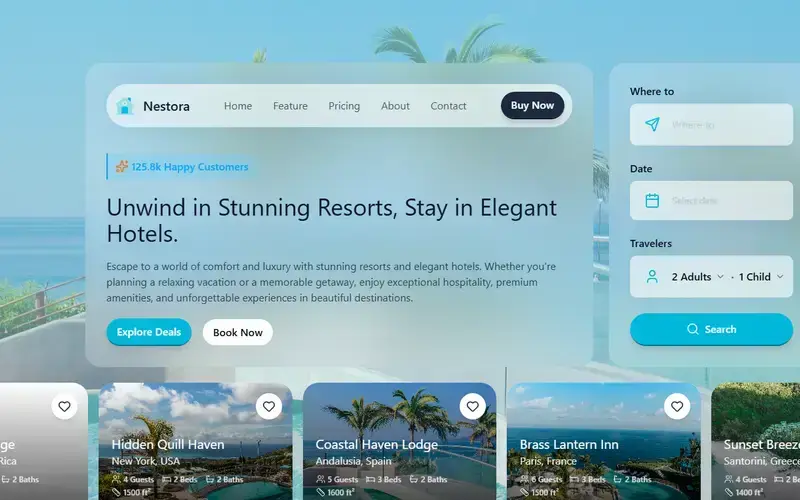 Nestora
Home
Feature
Pricing
About
Contact
Buy Now
125.8k Happy Customers
Unwind in Stunning Resorts, Stay in Elegant
Hotels.
Escape to a world of comfort and luxury with stunning resorts and elegant hotels. Whether you're
planning a relaxing vacation or a memorable getaway, enjoy exceptional hospitality, premium
amenities, and unforgettable experiences in beautiful destinations.
Explore Deals
Book Now
Where to
Where to
Date
Select date
Travelers
2 Adults · 1 Child
Search
Hidden Quill Haven
New York, USA
4 Guests 2 Beds 2 Baths
1500 ft²
Coastal Haven Lodge
Andalusia, Spain
5 Guests 3 Beds 2 Baths
1600 ft²
Brass Lantern Inn
Paris, France
6 Guests 3 Beds 2 Baths
1500 ft²
Sunset Breez
Santorini, Greece
4 Guests 2 Beds
1400 ft²
2 Baths